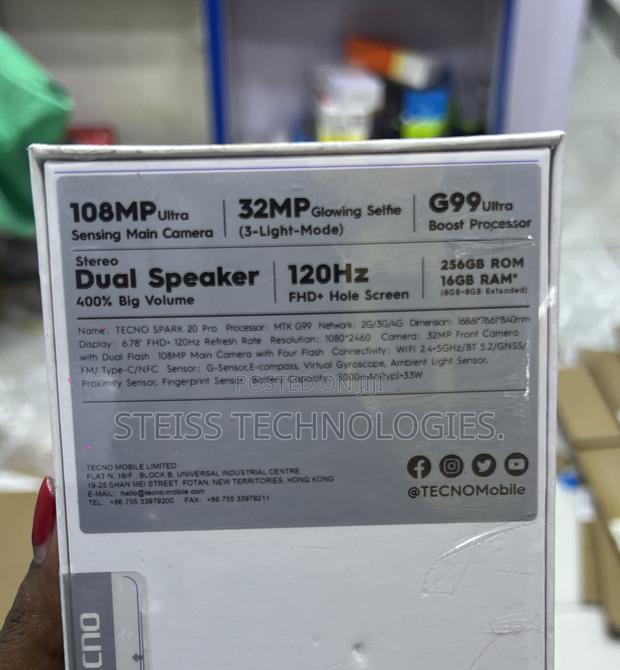 108MP Ultra
Sensing Main Camera
32MP Glowing Selfie
(3-Light-Mode)
G99 Ultra
Boost Processor
Stereo
Dual Speaker
400% Big Volume
120Hz
FHD+ Hole Screen
256GB ROM
16GB RAM*
(8GB+8GB Extended)
Name: TECNO SPARK 20 Pro Processor: MTK G99 Network: 2G/3G/4G Dimension: 168.61*76.61*8.40mm
Display: 6.78" FHD+ 120Hz Refresh Rate Resolution: 1080*2460 Camera: 32MP Front Camera
with Dual Flash 108MP Main Camera with Four Flash Connectivity: WIFI 2.4+5GHz/BT 5.2/GNSS/
FM/Type-C/NFC Sensor: G-Sensor,E-compass, Virtual Gyroscope, Ambient Light Sensor,
Proximity Sensor, Fingerprint Sensor Battery Capacity: 5000mAh(typ)+33W
POSTED ON JIJI
STEISS TECHNOLOGIES.
TECNO MOBILE LIMITED
FLAT N, 16/F., BLOCK B, UNIVERSAL INDUSTRIAL CENTRE,
19-25 SHAN MEI STREET, FOTAN, NEW TERRITORIES, HONG KONG
E-MAIL: hello@tecno-mobile.com
TEL: +86 755 33979200 FAX: +86 755 33979211
@TECNOMobile